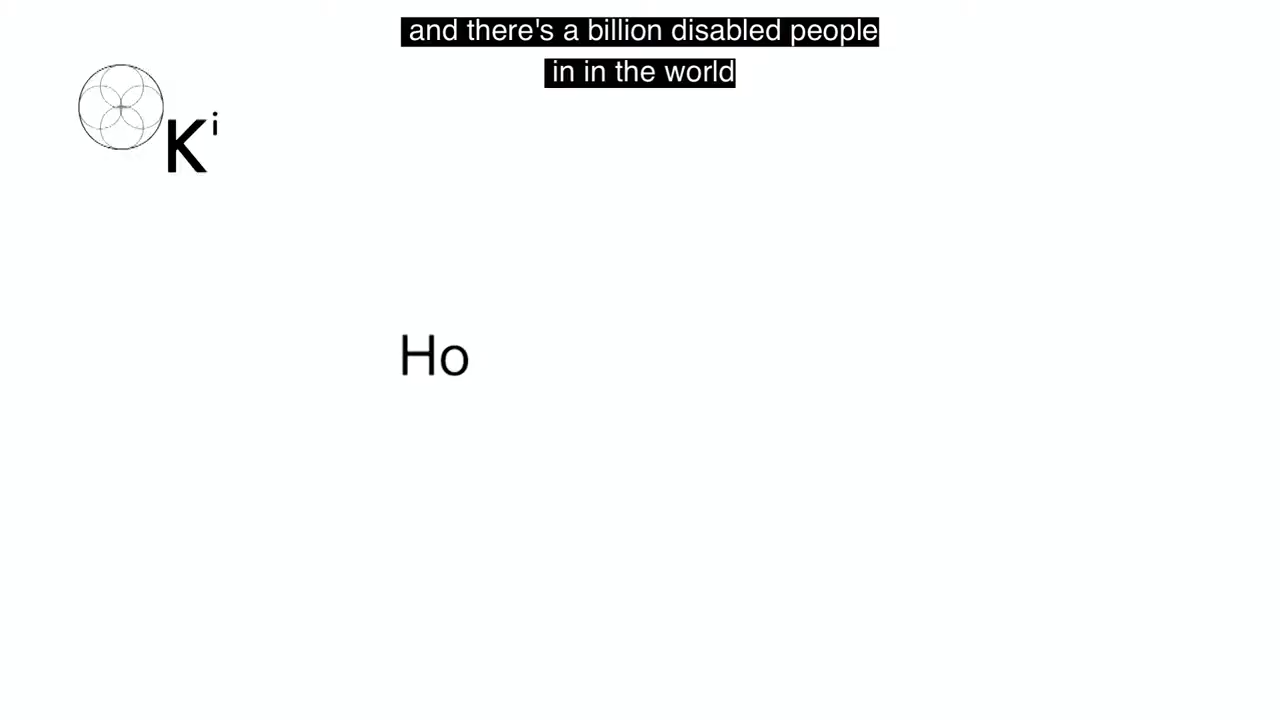 and there's a billion disabled people
in in the world
Ki
Ho